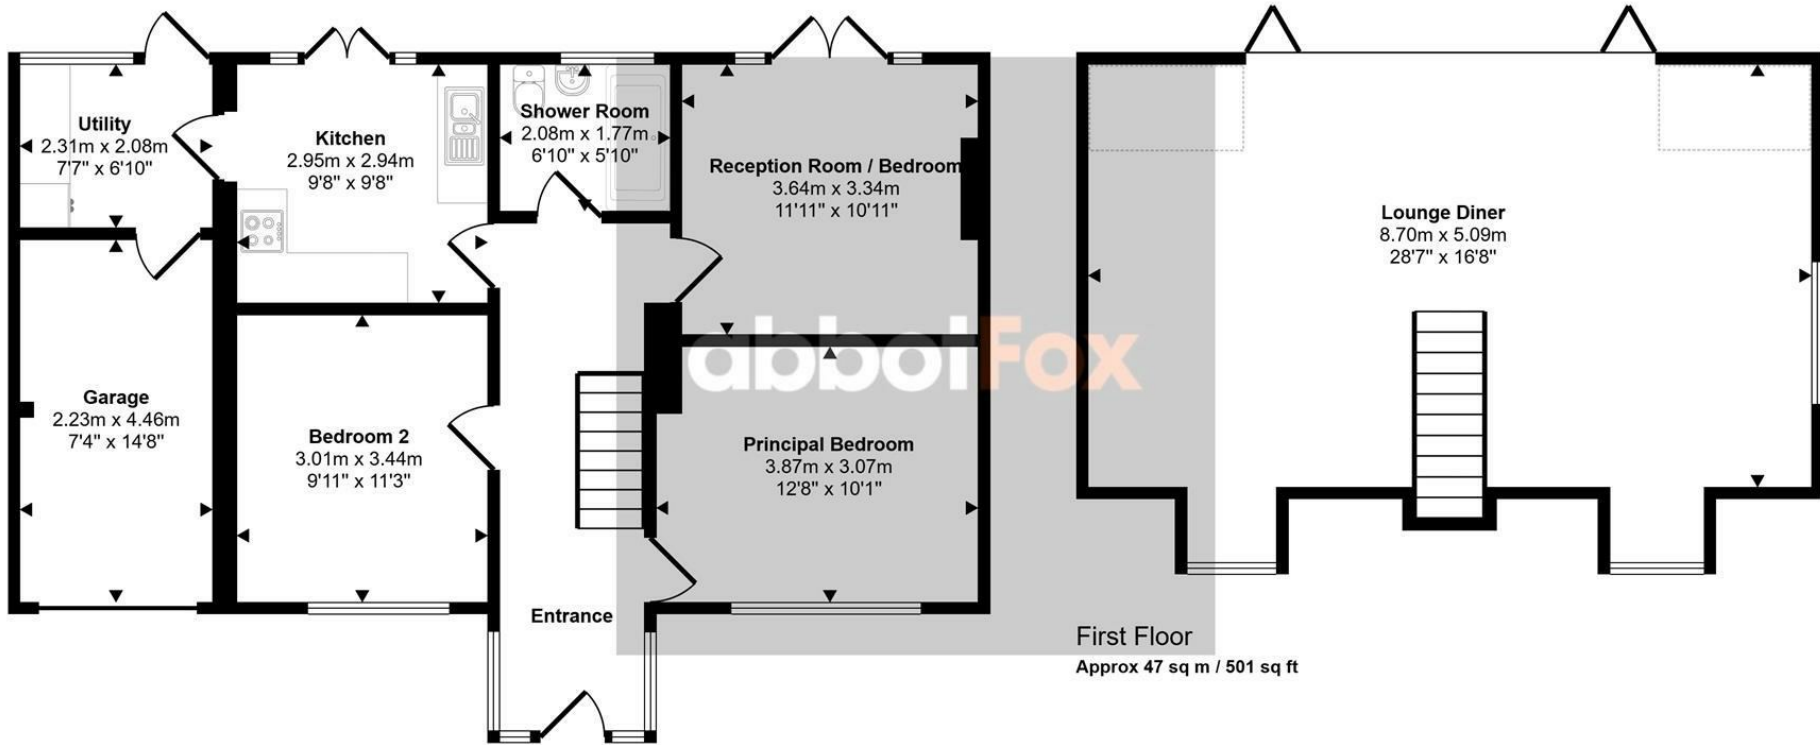 Utility
2.31m x 2.08m
7'7" x 6'10"
Kitchen
2.95m x 2.94m
9'8" x 9'8"
Shower Room
2.08m x 1.77m
6'10" x 5'10"
Reception Room / Bedroom
3.64m x 3.34m
11'11" x 10'11"
Lounge Diner
8.70m x 5.09m
28'7" x 16'8"
abbotFox
Garage
2.23m x 4.46m
7'4" x 14'8"
Bedroom 2
3.01m x 3.44m
9'11" x 11'3"
Principal Bedroom
3.87m x 3.07m
12'8" x 10'1"
Entrance
First Floor
Approx 47 sq m / 501 sq ft